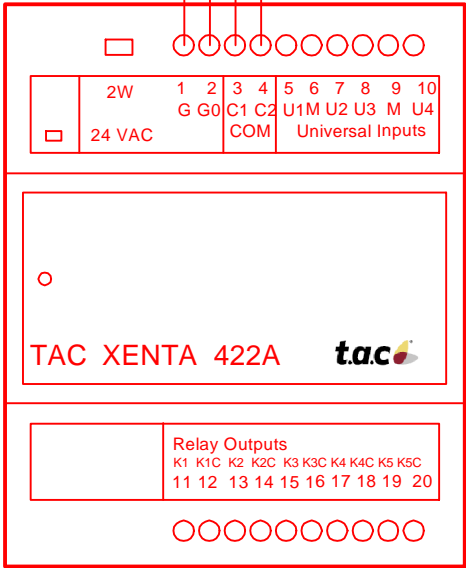 2W 1 2 3 4 5 6 7 8 9 10
G G0 C1 C2 U1 M U2 U3 M U4
24 VAC COM Universal Inputs
TAC XENTA 422A t.a.c
Relay Outputs
K1 K1C K2 K2C K3 K3C K4 K4C K5 K5C
11 12 13 14 15 16 17 18 19 20